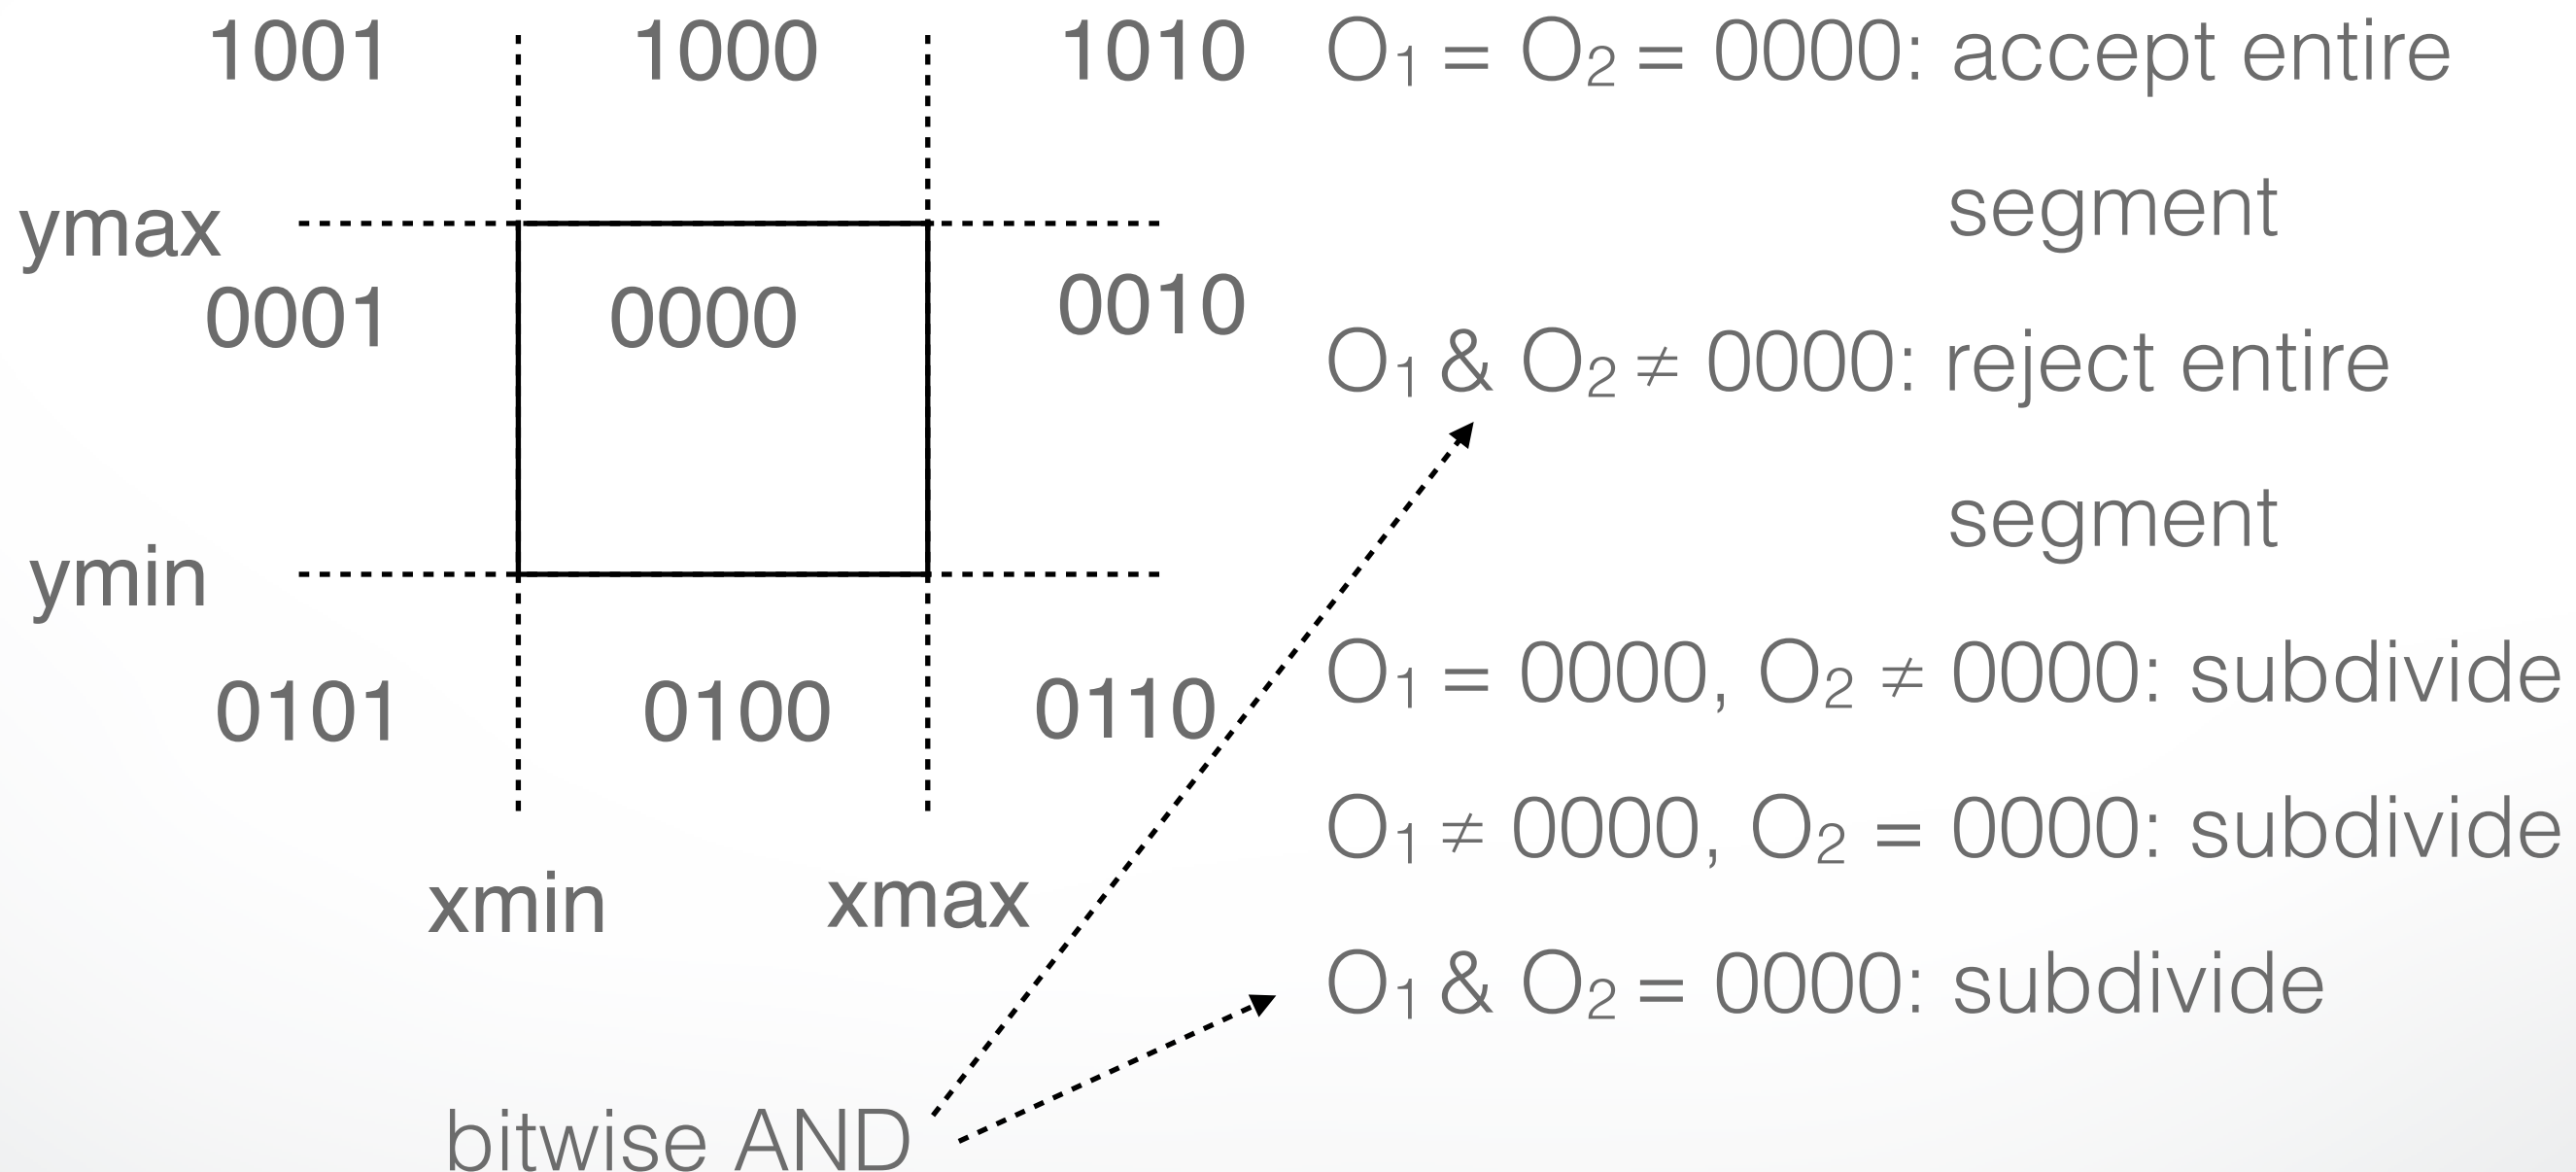 1001 1000 1010
ymax
0001 0000 0010
ymin
0101 0100 0110
xmin xmax
bitwise AND
O₁ = O₂ = 0000: accept entire
segment
O₁ & O₂ ≠ 0000: reject entire
segment
O₁ = 0000, O₂ ≠ 0000: subdivide
O₁ ≠ 0000, O₂ = 0000: subdivide
O₁ & O₂ = 0000: subdivide